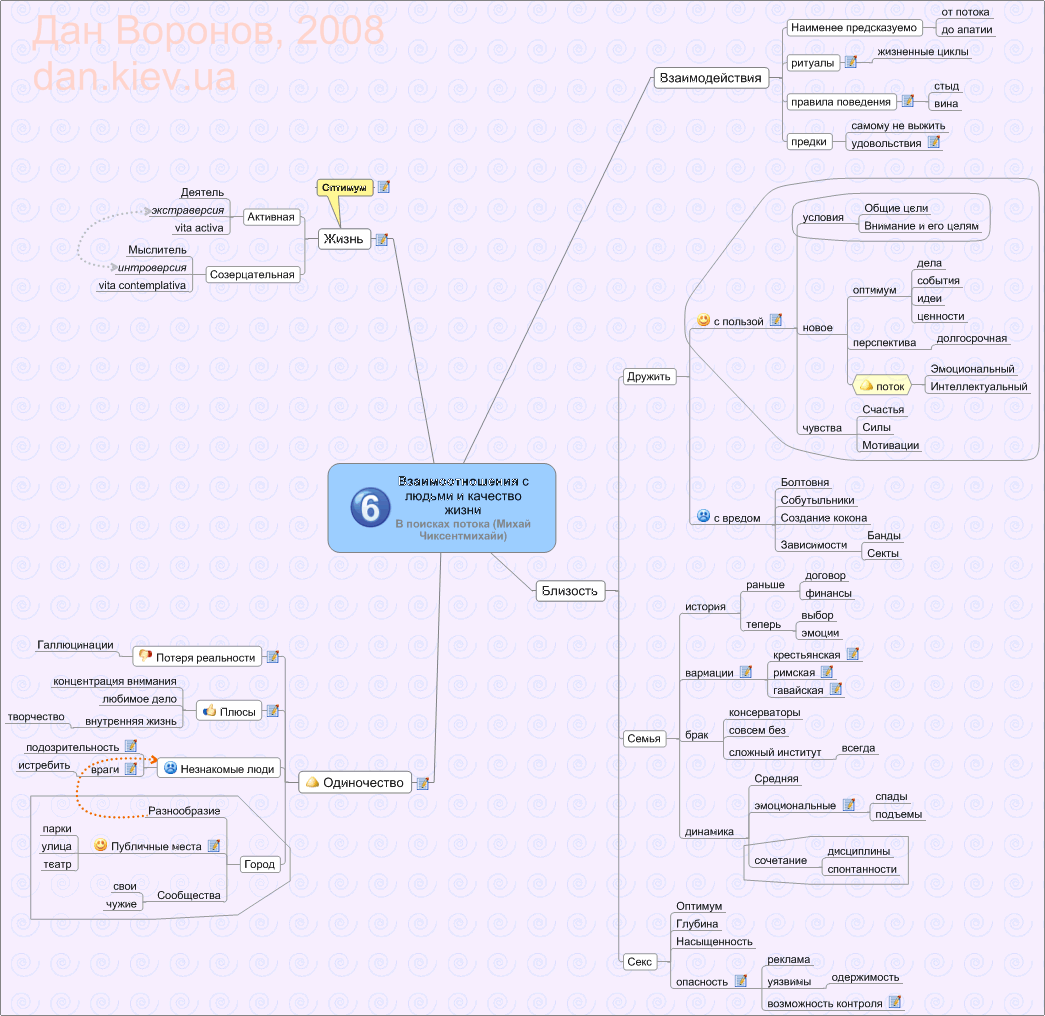 Дан Воронов, 2008
dan.kiev.ua
Взаимодействия
Наименее предсказуемо
от потока
до апатии
ритуалы
жизненные циклы
правила поведения
стыд
вина
предки
самому не выжить
удовольствия
Оптимум
Жизнь
Активная
Деятель
экстраверсия
vita activa
Созерцательная
Мыслитель
интроверсия
vita contemplativa
6
Взаимоотношения с
людьми и качество
жизни
В поисках потока (Михай
Чиксентмихайи)
Близость
Дружить
с пользой
условия
Общие цели
Внимание и его целям
новое
оптимум
дела
события
идеи
ценности
перспектива
долгосрочная
поток
Эмоциональный
Интеллектуальный
чувства
Счастья
Силы
Мотивации
с вредом
Болтовня
Собутыльники
Создание кокона
Зависимости
Банды
Секты
Семья
история
раньше
договор
финансы
теперь
выбор
эмоции
вариации
крестьянская
римская
гавайская
брак
консерваторы
совсем без
сложный институт
всегда
динамика
Средняя
эмоциональные
спады
подъемы
сочетание
дисциплины
спонтанности
Секс
Оптимум
Глубина
Насыщенность
опасность
реклама
уязвимы
одержимость
возможность контроля
Одиночество
Потеря реальности
Галлюцинации
Плюсы
концентрация внимания
любимое дело
внутренняя жизнь
творчество
Незнакомые люди
подозрительность
враги
истребить
Город
Разнообразие
Публичные места
парки
улица
театр
Сообщества
свои
чужие